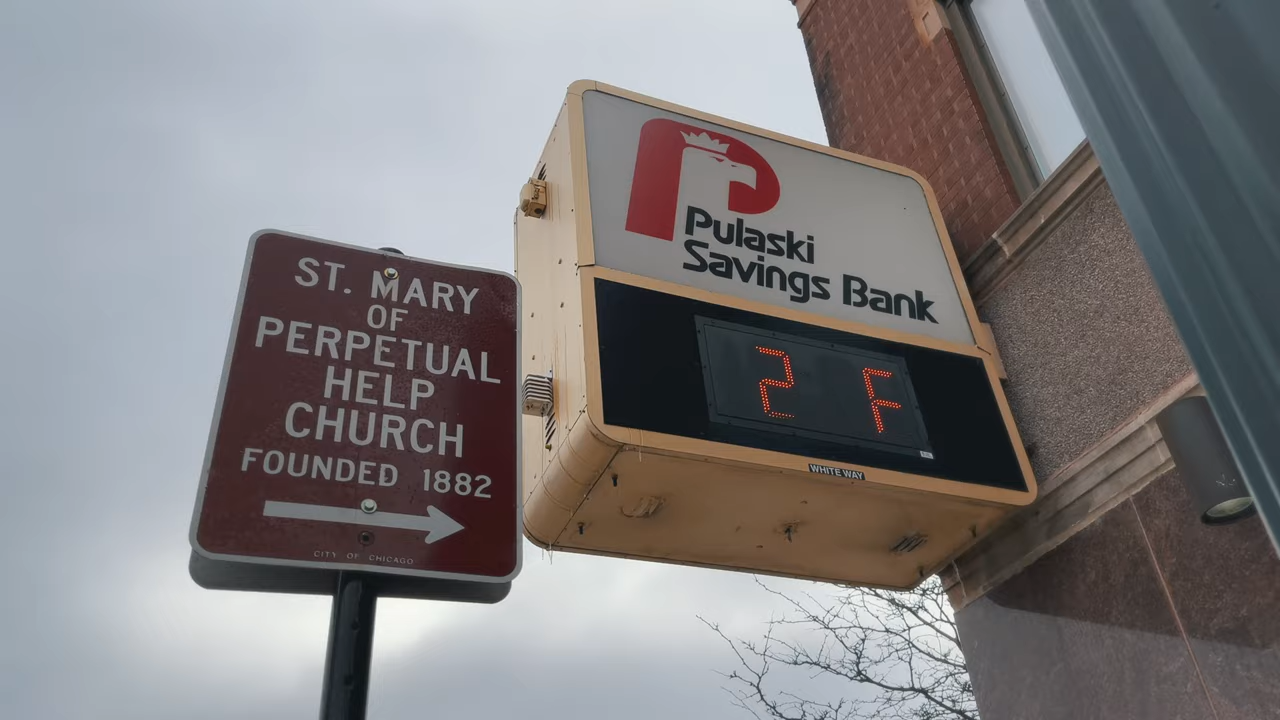 ST. MARY
OF
PERPETUAL
HELP
CHURCH
FOUNDED 1882
CITY OF CHICAGO
Pulaski
Savings Bank
2 F
WHITE WAY